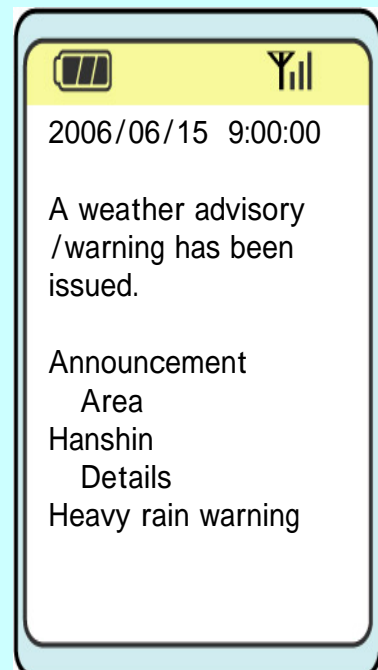 2006/06/15 9:00:00
A weather advisory
/warning has been
issued.
Announcement
Area
Hanshin
Details
Heavy rain warning